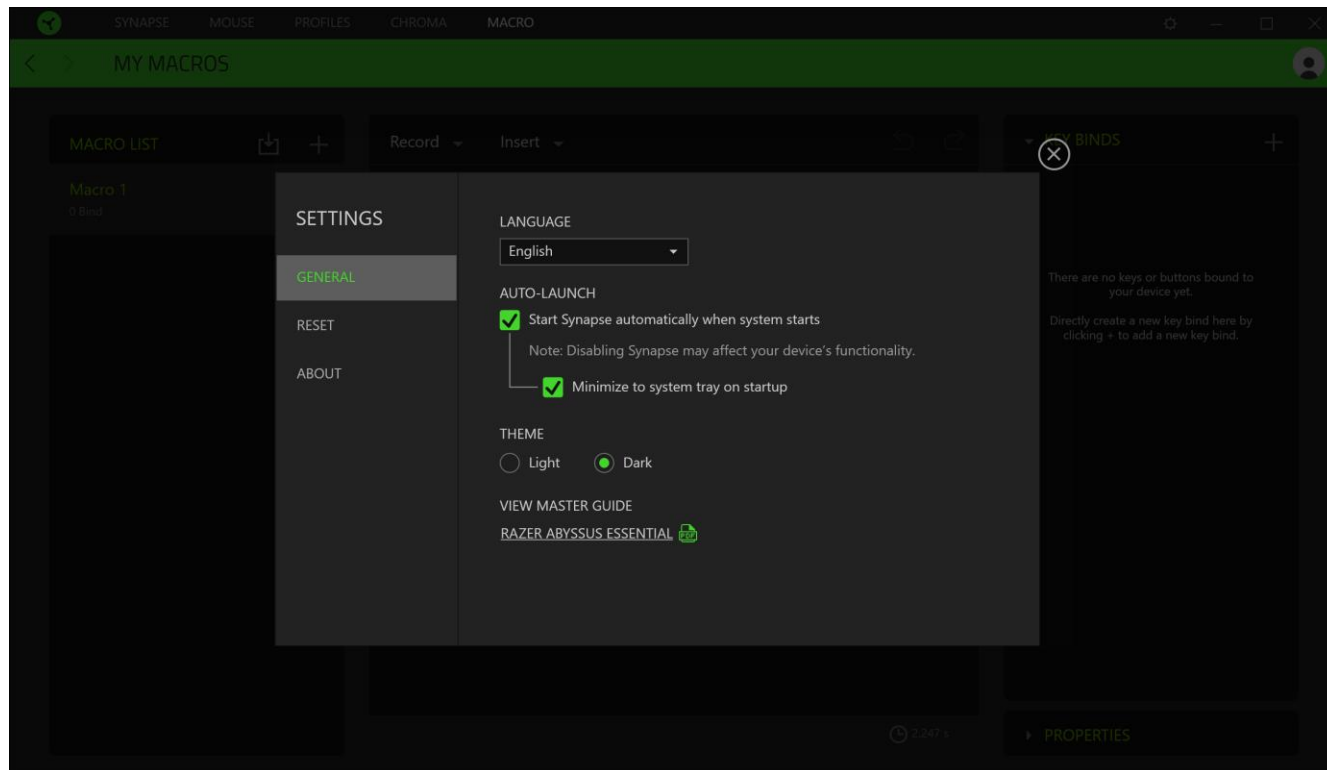 SYNAPSE MOUSE PROFILES CHROMA MACRO
MY MACROS
MACRO LIST
Record Insert
KEY BINDS
Macro 1
0 Bind
SETTINGS
GENERAL
RESET
ABOUT
LANGUAGE
English
AUTO-LAUNCH
Start Synapse automatically when system starts
Note: Disabling Synapse may affect your device's functionality.
Minimize to system tray on startup
THEME
Light Dark
VIEW MASTER GUIDE
RAZER ABYSSUS ESSENTIAL
There are no keys or buttons bound to
your device yet.
Directly create a new key bind here by
clicking + to add a new key bind.
2.247 s
PROPERTIES